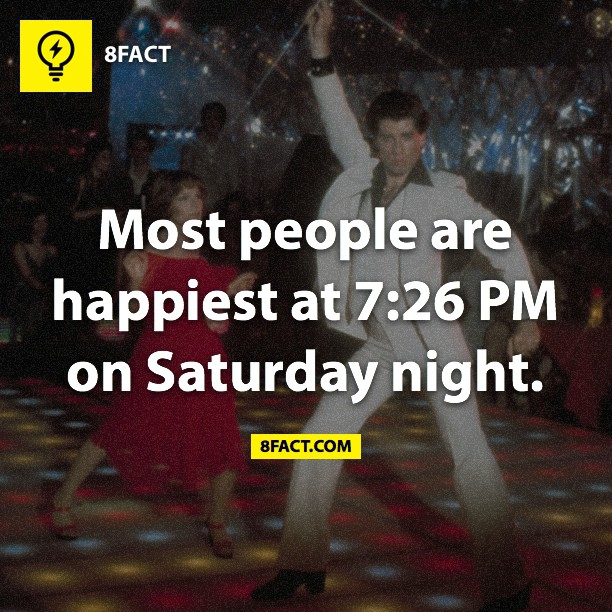 8FACT
Most people are
happiest at 7:26 PM
on Saturday night.
8FACT.COM